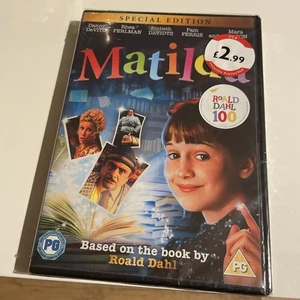 SPECIAL EDITION
Danny DeVITO Rhea PERLMAN Embeth DAVIDTZ Pam FERRIS Mara
£2.99
Matilda
ROALD
DAHL
100
PG
Based on the book by
Roald Dahl
PG